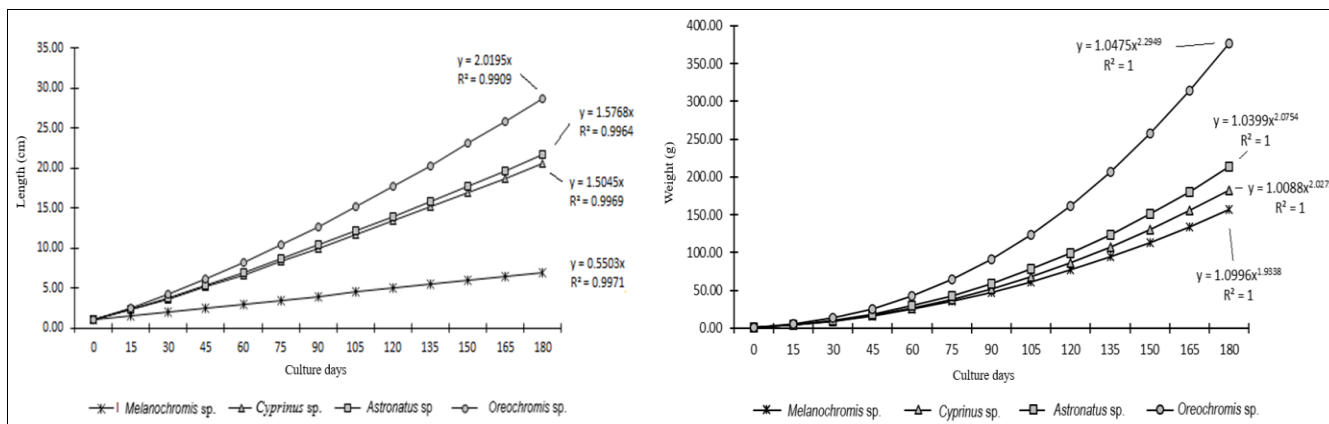 35.00
30.00
25.00
20.00
15.00
10.00
5.00
0.00
Length (cm)
y = 2.0195x
R² = 0.9909
y = 1.5768x
R² = 0.9964
y = 1.5045x
R² = 0.9969
y = 0.5503x
R² = 0.9971
0 15 30 45 60 75 90 105 120 135 150 165 180
Culture days
Melanochromis sp. Cyprinus sp. Astronatus sp Oreochromis sp.
400.00
350.00
300.00
250.00
200.00
150.00
100.00
50.00
0.00
Weight (g)
y = 1.0475x^2.2949
R² = 1
y = 1.0399x^2.0754
R² = 1
y = 1.0088x^2.027
R² = 1
y = 1.0996x^1.9338
R² = 1
0 15 30 45 60 75 90 105 120 135 150 165 180
Culture days
Melanochromis sp. Cyprinus sp. Astronatus sp. Oreochromis sp.